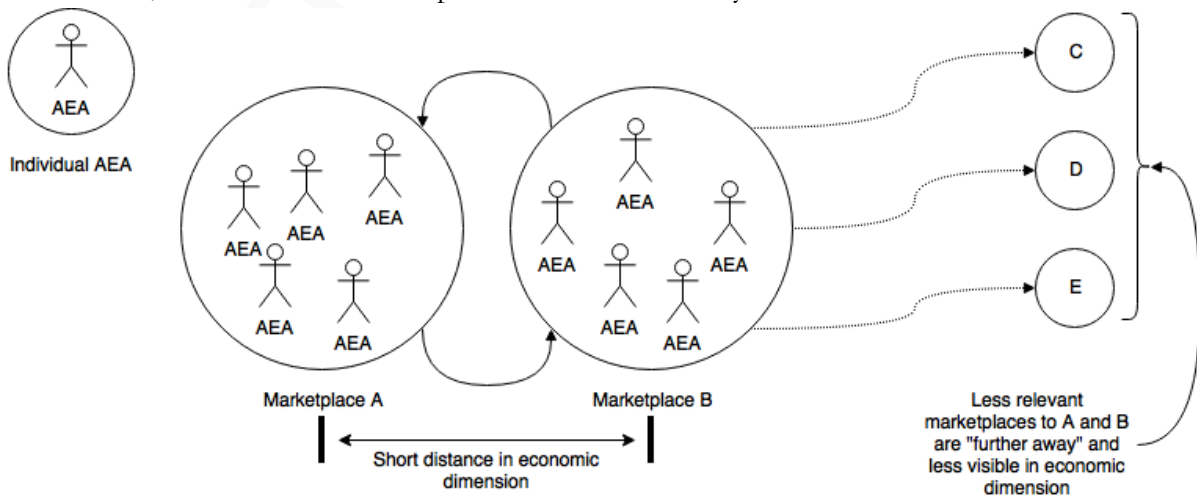 AEA
Individual AEA
AEA
AEA
AEA
AEA
AEA
Marketplace A
AEA
AEA
AEA
AEA
AEA
Marketplace B
Short distance in economic
dimension
C
D
E
Less relevant
marketplaces to A and B
are "further away" and
less visible in economic
dimension